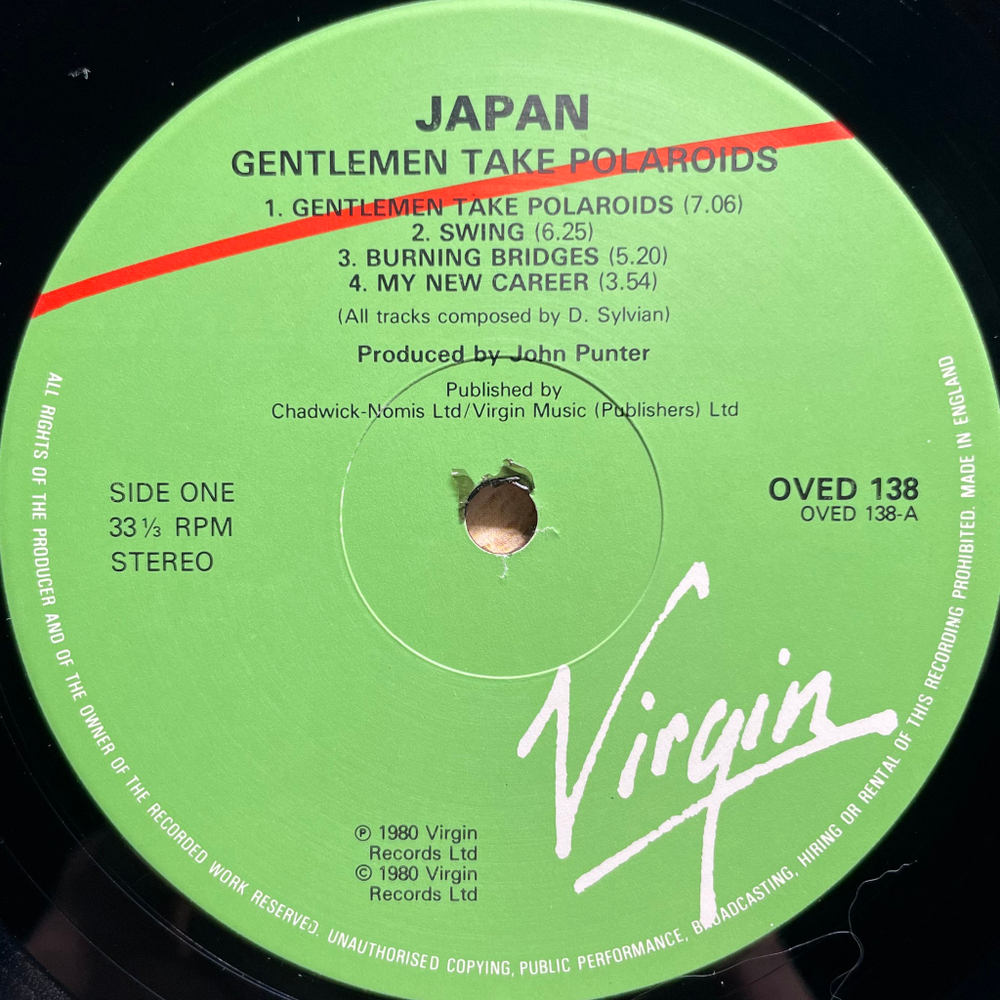 JAPAN
GENTLEMEN TAKE POLAROIDS
1. GENTLEMEN TAKE POLAROIDS (7.06)
2. SWING (6.25)
3. BURNING BRIDGES (5.20)
4. MY NEW CAREER (3.54)
(All tracks composed by D. Sylvian)
Produced by John Punter
Published by
Chadwick-Nomis Ltd/Virgin Music (Publishers) Ltd
SIDE ONE
33⅓ RPM
STEREO
OVED 138
OVED 138-A
Virgin
℗ 1980 Virgin
Records Ltd
© 1980 Virgin
Records Ltd
ALL RIGHTS OF THE PRODUCER AND OF THE OWNER OF THE RECORDED WORK RESERVED. UNAUTHORISED COPYING, PUBLIC PERFORMANCE, BROADCASTING, HIRING OR RENTAL OF THIS RECORDING PROHIBITED. MADE IN ENGLAND